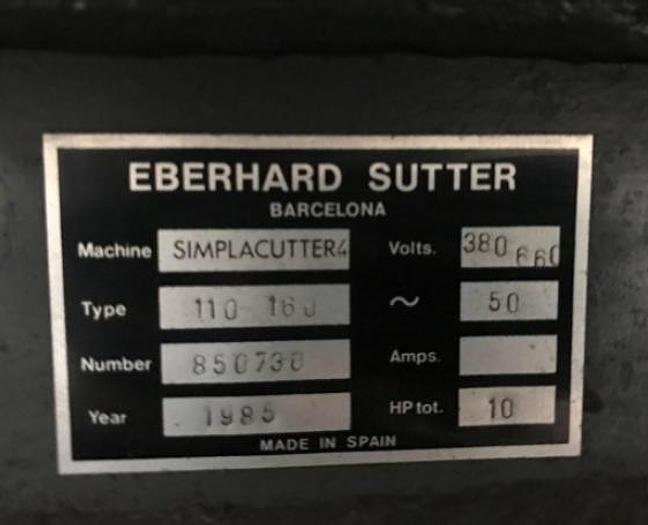 EBERHARD SUTTER
BARCELONA
Machine SIMPLACUTTER4 Volts. 380 660
Type 110 160 ~ 50
Number 850730 Amps.
Year 1985 HP tot. 10
MADE IN SPAIN